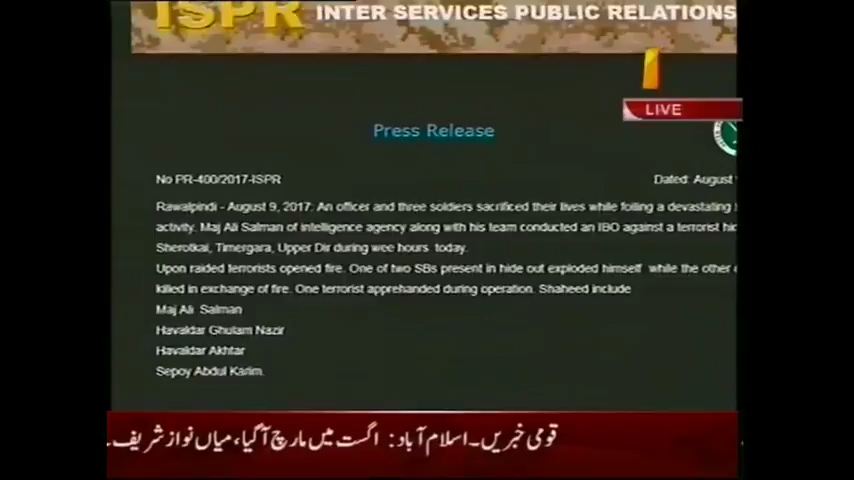 ISPR INTER SERVICES PUBLIC RELATIONS
LIVE
Press Release
No PR-400/2017-ISPR
Dated: August
Rawalpindi - August 9, 2017: An officer and three soldiers sacrificed their lives while foiling a devastating
activity. Maj Ali Salman of intelligence agency along with his team conducted an IBO against a terrorist
Sherotkai, Timergara, Upper Dir during wee hours today.
Upon raided terrorists opened fire. One of two SBs present in hide out exploded himself while the other
killed in exchange of fire. One terrorist apprehanded during operation. Shaheed include
Maj Ali Salman
Havaldar Ghulam Nazir
Havaldar Akhtar
Sepoy Abdul Karim.
قومی خبریں۔ اسلام آباد: اگست میں مارچ آ گیا، میاں نواز شریف۔